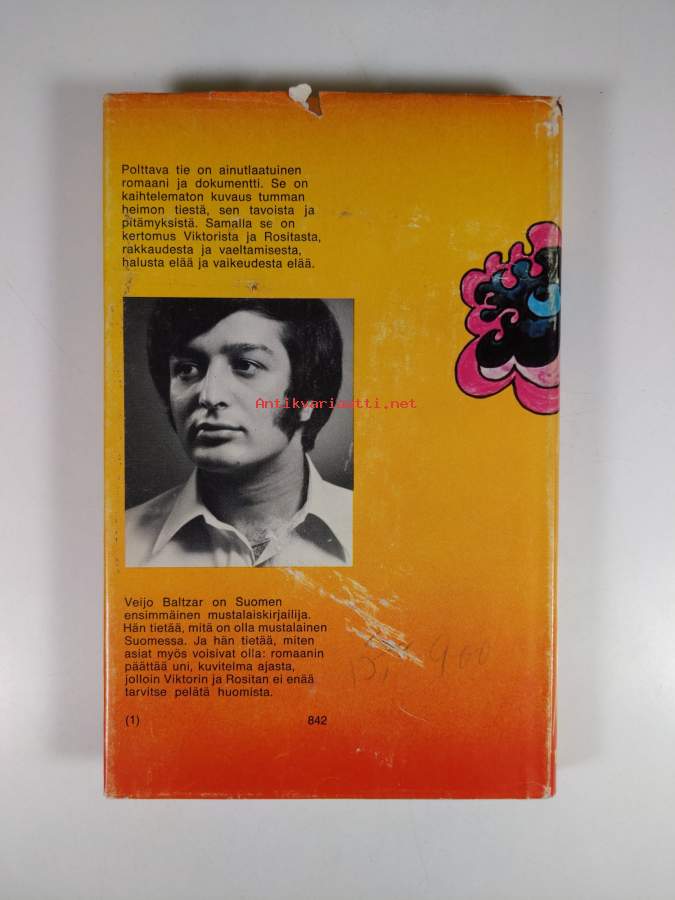 Polttava tie on ainutlaatuinen
romaani ja dokumentti. Se on
kaihtelematon kuvaus tumman
heimon tiestä, sen tavoista ja
pitämyksistä. Samalla se on
kertomus Viktorista ja Rositasta,
rakkaudesta ja vaeltamisesta,
halusta elää ja vaikeudesta elää.
Antikvariaatti.net
Veijo Baltzar on Suomen
ensimmäinen mustalaiskirjailija.
Hän tietää, mitä on olla mustalainen
Suomessa. Ja hän tietää, miten
asiat myös voisivat olla: romaanin
päättää uni, kuvitelma ajasta,
jolloin Viktorin ja Rositan ei enää
tarvitse pelätä huomista.
(1) 842